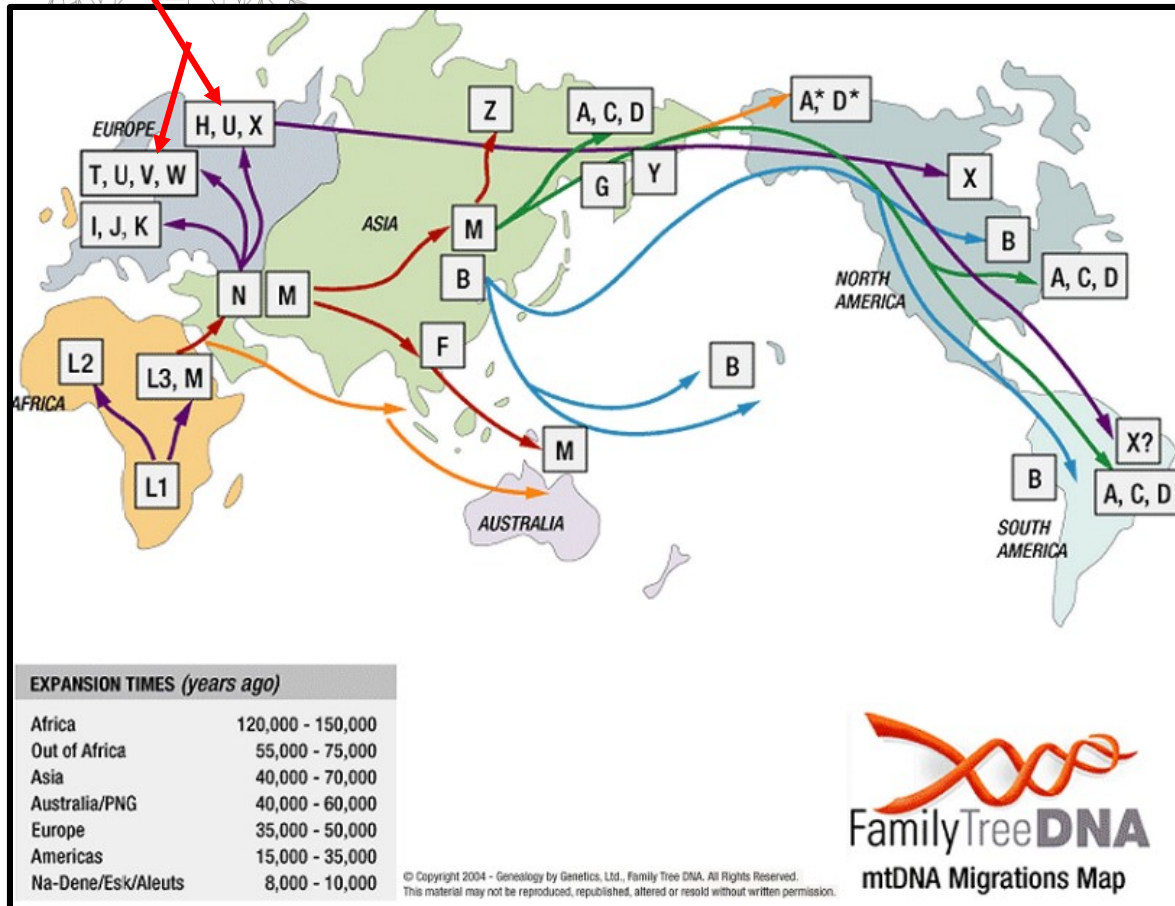 Z
A, C, D
A,* D*
EUROPE
H, U, X
T, U, V, W
G
Y
X
I, J, K
ASIA
M
B
B
N
M
NORTH
AMERICA
A, C, D
F
B
L2
L3, M
AFRICA
M
X?
L1
B
A, C, D
AUSTRALIA
SOUTH
AMERICA
EXPANSION TIMES (years ago)
Africa 120,000 - 150,000
Out of Africa 55,000 - 75,000
Asia 40,000 - 70,000
Australia/PNG 40,000 - 60,000
Europe 35,000 - 50,000
Americas 15,000 - 35,000
Na-Dene/Esk/Aleuts 8,000 - 10,000
© Copyright 2004 - Genealogy by Genetics, Ltd., Family Tree DNA. All Rights Reserved.
This material may not be reproduced, republished, altered or resold without written permission.
FamilyTreeDNA
mtDNA Migrations Map